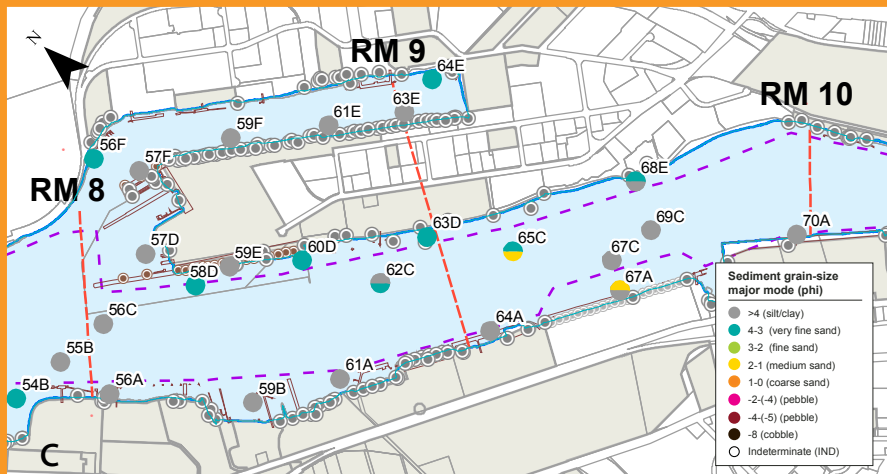 N
RM 9
64E
RM 10
61E
63E
59F
56F
57F
RM 8
68E
69C
70A
63D
65C
57D
59E
60D
67C
58D
62C
67A
56C
64A
55B
61A
54B
56A
59B
C
Sediment grain-size
major mode (phi)
>4 (silt/clay)
4-3 (very fine sand)
3-2 (fine sand)
2-1 (medium sand)
1-0 (coarse sand)
-2-(-4) (pebble)
-4-(-5) (pebble)
-8 (cobble)
Indeterminate (IND)